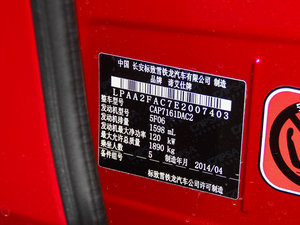 中国 长安标致雪铁龙汽车有限公司 制造
品牌 谛艾仕牌
LPAA2FAC7E2007403
整车型号 CAP7161DAC2
发动机型号 5F06
发动机排量 1598 mL
发动机最大净功率 120 kW
最大允许总质量 1890 kg
乘坐人数 5 制造年月 2014/04
标致雪铁龙汽车公司许可制造